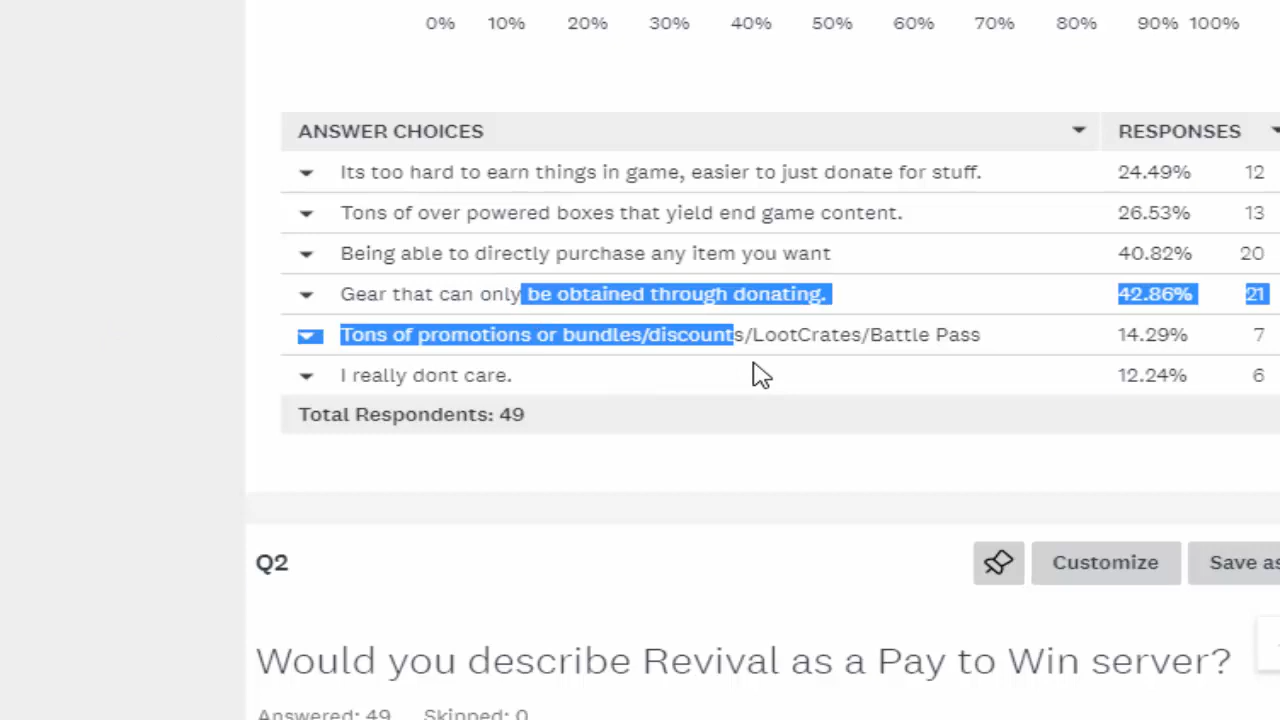 0% 10% 20% 30% 40% 50% 60% 70% 80% 90% 100%
ANSWER CHOICES RESPONSES
Its too hard to earn things in game, easier to just donate for stuff. 24.49% 12
Tons of over powered boxes that yield end game content. 26.53% 13
Being able to directly purchase any item you want 40.82% 20
Gear that can only be obtained through donating. 42.86% 21
Tons of promotions or bundles/discounts/LootCrates/Battle Pass 14.29% 7
I really dont care. 12.24% 6
Total Respondents: 49
Q2 Customize Save as
Would you describe Revival as a Pay to Win server?
Answered: 49 Skipped: 0